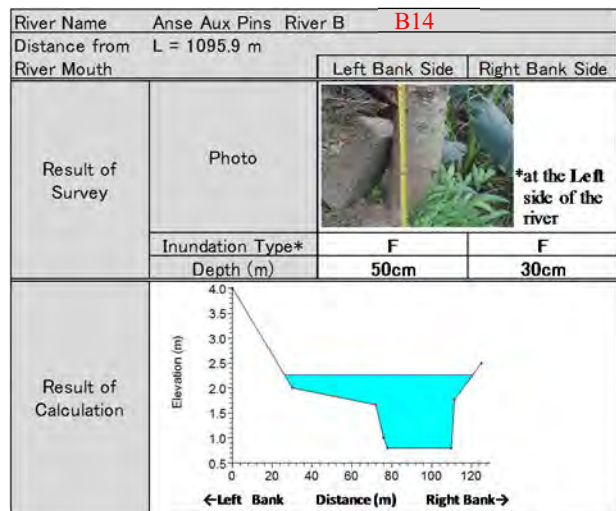 River Name Anse Aux Pins River B B14
Distance from L = 1095.9 m
River Mouth Left Bank Side Right Bank Side
Result of
Survey
Photo
*at the Left
side of the
river
Inundation Type* F F
Depth (m) 50cm 30cm
Result of
Calculation
Elevation (m)
4.0
3.5
3.0
2.5
2.0
1.5
1.0
0.5
0 20 40 60 80 100 120
←Left Bank Distance (m) Right Bank→